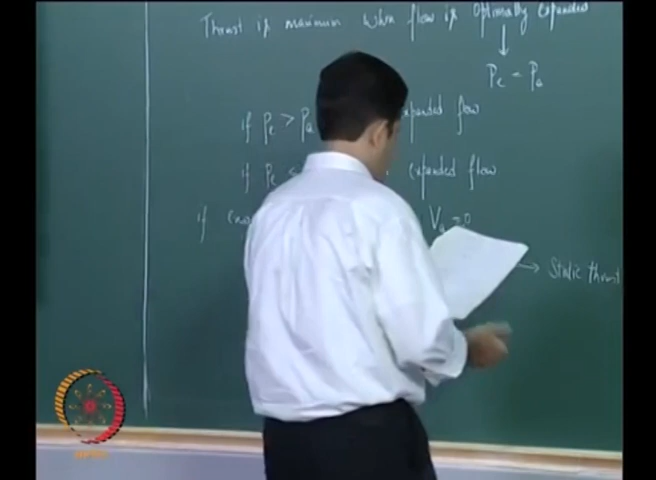 Thrust is maximum when flow is Optimally expanded
Pe = Pa
if Pe > Pa expanded flow
if Pe < expanded flow
if Va = 0
→ Static thrust